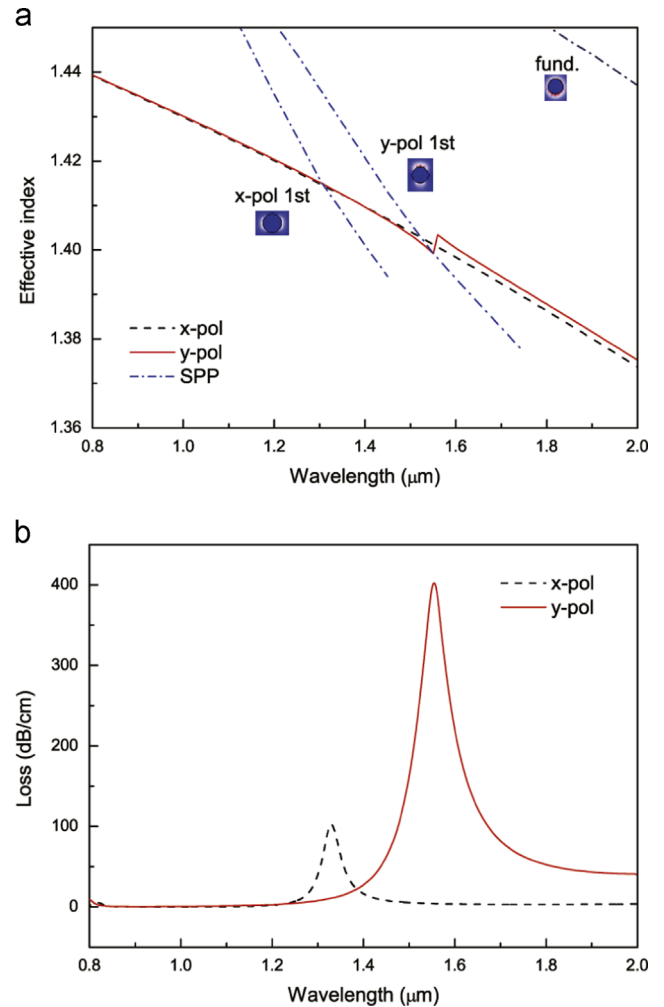 a
1.44
1.42
1.40
1.38
1.36
Effective index
fund.
y-pol 1st
x-pol 1st
x-pol
y-pol
SPP
0.8 1.0 1.2 1.4 1.6 1.8 2.0
Wavelength (μm)
b
400
300
200
100
0
Loss (dB/cm)
x-pol
y-pol
0.8 1.0 1.2 1.4 1.6 1.8 2.0
Wavelength (μm)